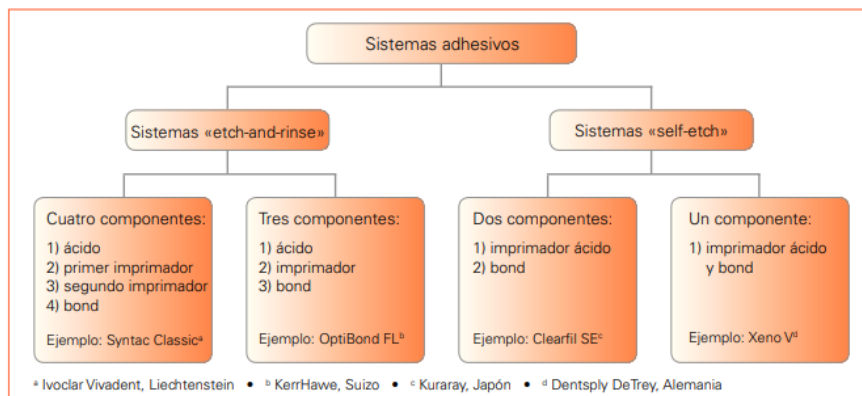 Sistemas adhesivos
Sistemas «etch-and-rinse»
Sistemas «self-etch»
Cuatro componentes:
1) ácido
2) primer imprimador
3) segundo imprimador
4) bond
Ejemplo: Syntac Classicᵃ
Tres componentes:
1) ácido
2) imprimador
3) bond
Ejemplo: OptiBond FLᵇ
Dos componentes:
1) imprimador ácido
2) bond
Ejemplo: Clearfil SEᶜ
Un componente:
1) imprimador ácido
y bond
Ejemplo: Xeno Vᵈ
ᵃ Ivoclar Vivadent, Liechtenstein ● ᵇ KerrHawe, Suizo ● ᶜ Kuraray, Japón ● ᵈ Dentsply DeTrey, Alemania